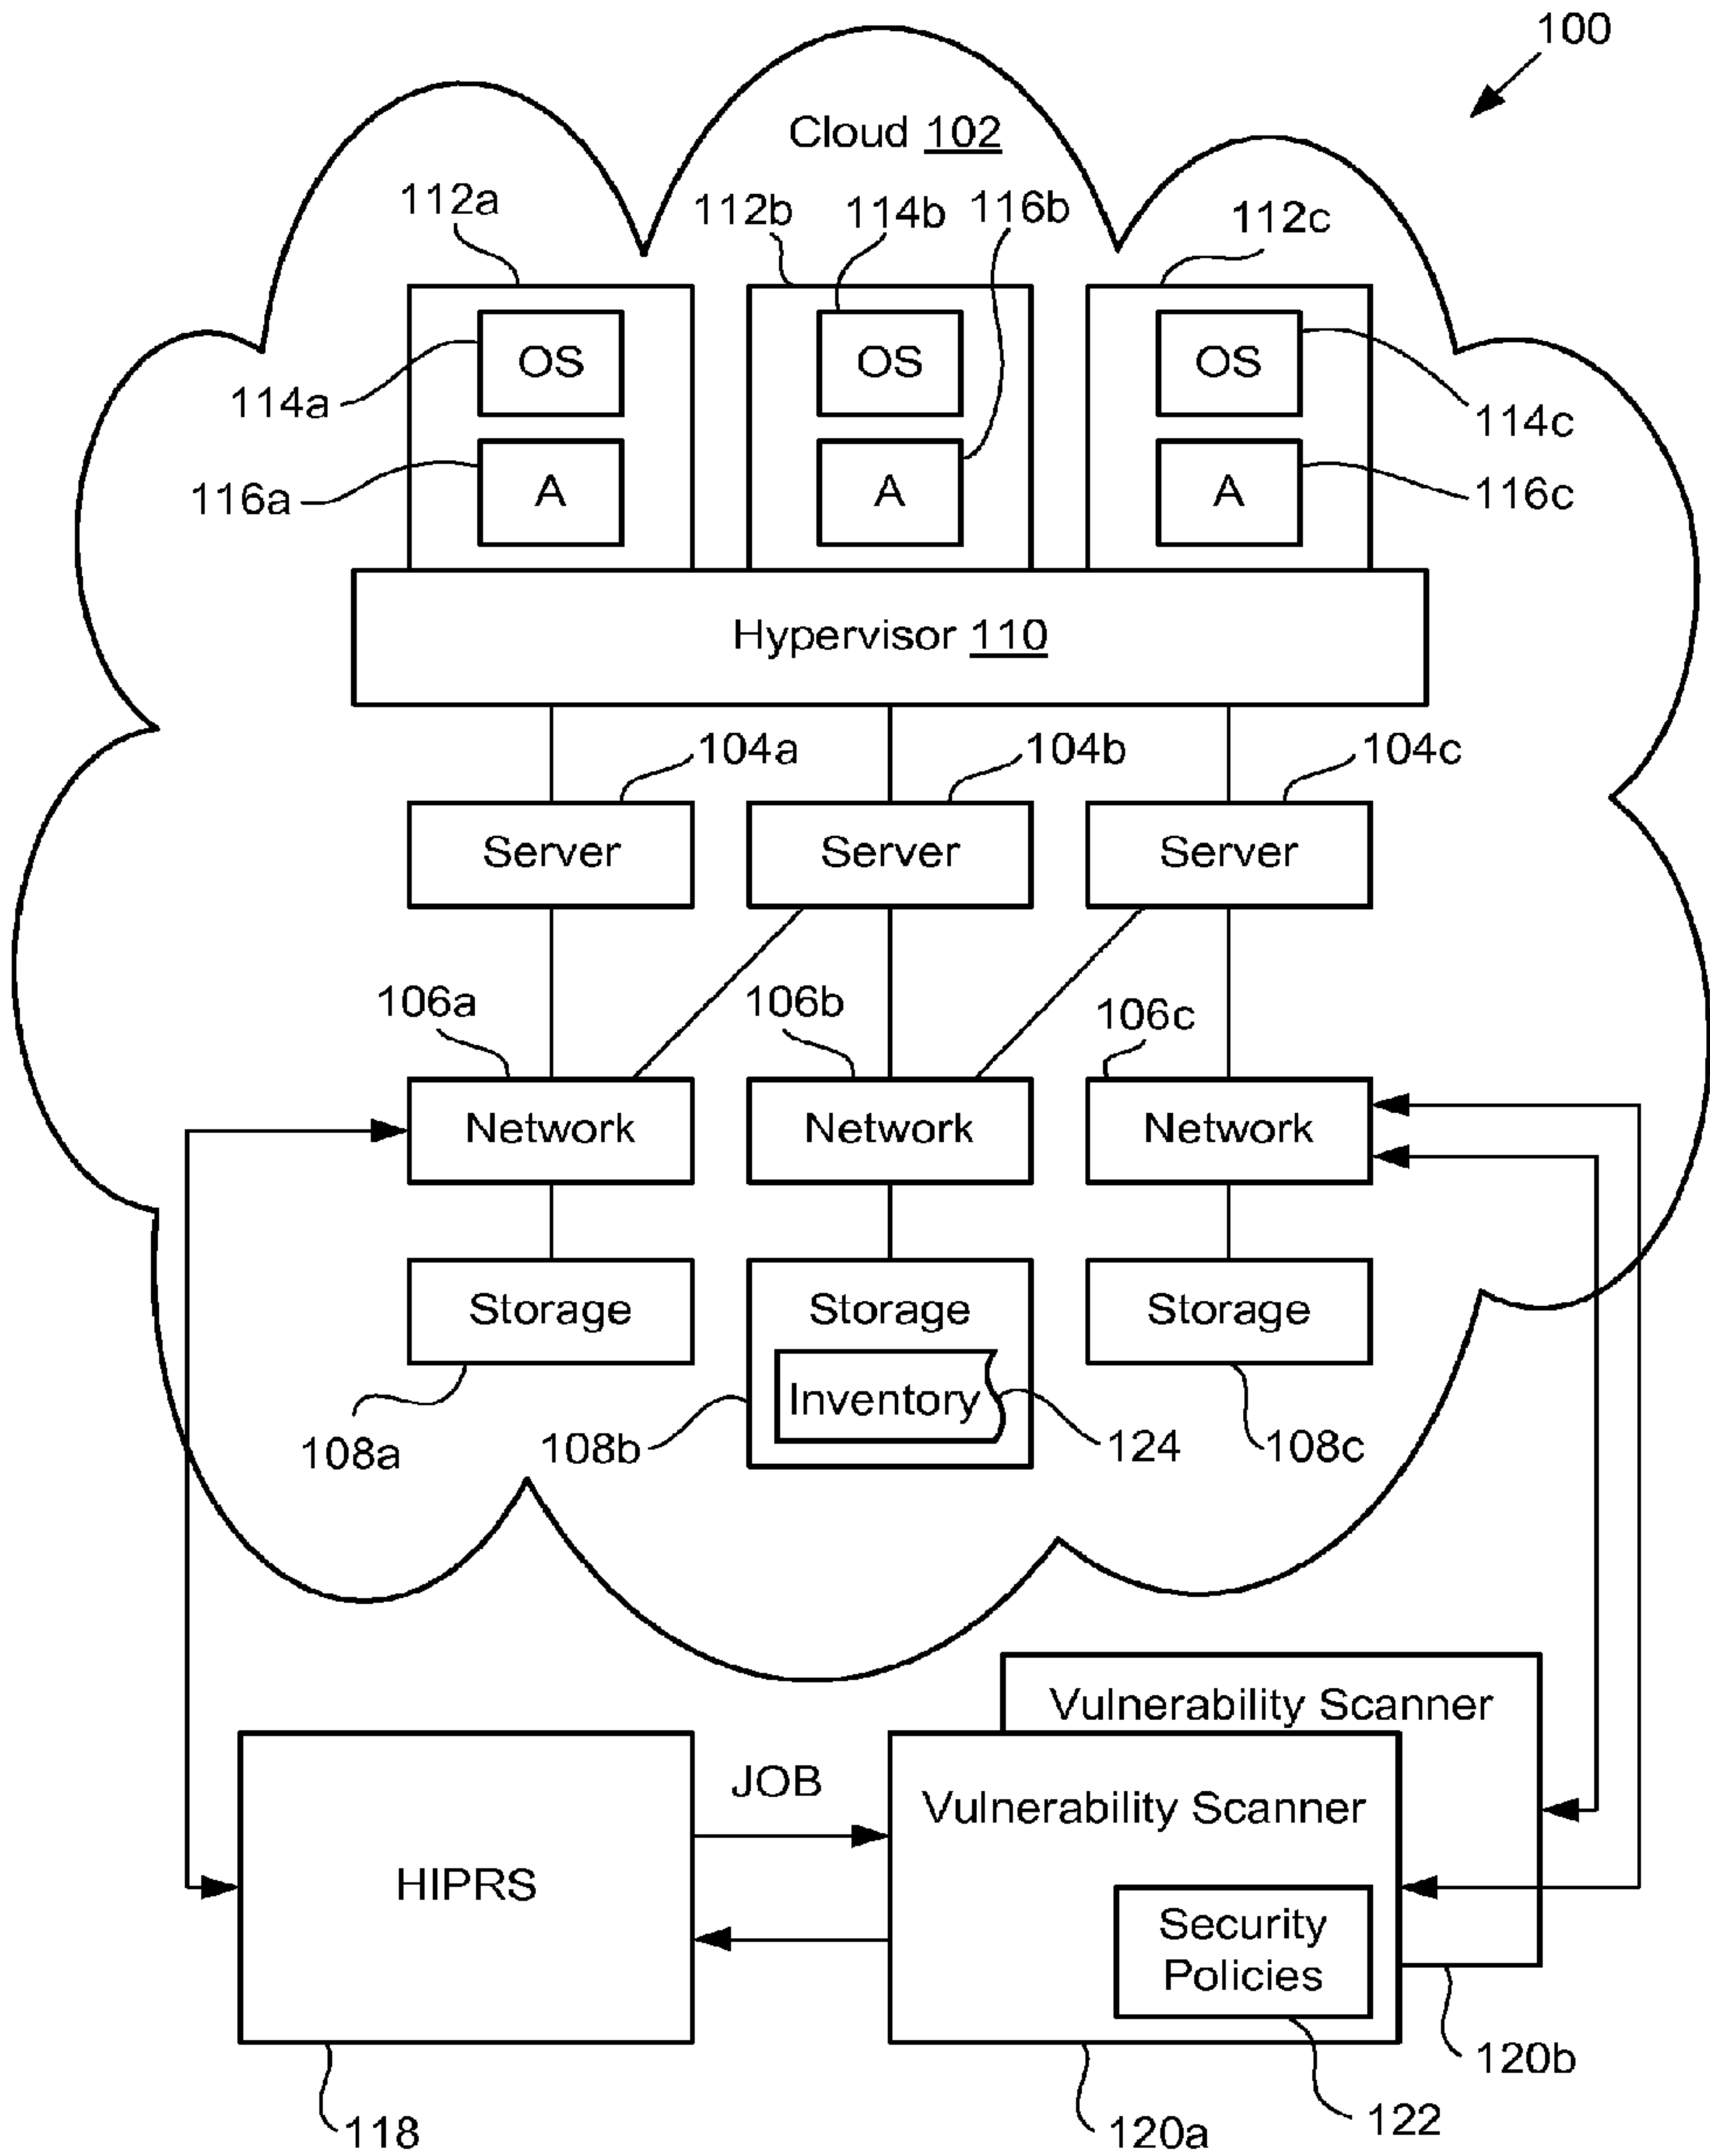 100
Cloud 102
112a
112b
114b
116b
112c
OS
OS
OS
114a
114c
A
A
A
116a
116c
Hypervisor 110
104a
104b
104c
Server
Server
Server
106a
106b
106c
Network
Network
Network
Storage
Storage
Storage
Inventory
108a
108b
124
108c
Vulnerability Scanner
JOB
Vulnerability Scanner
HIPRS
Security
Policies
120b
118
120a
122